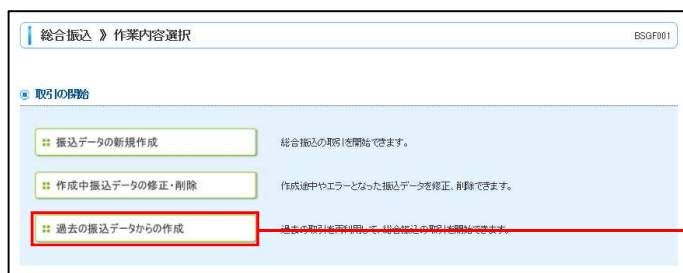 総合振込 》 作業内容選択
BSGF001
取引の開始
振込データの新規作成
総合振込の取引を開始できます。
作成中振込データの修正・削除
作成途中やエラーとなった振込データを修正、削除できます。
過去の振込データからの作成
過去の取引を再利用して、総合振込の取引を開始できます。